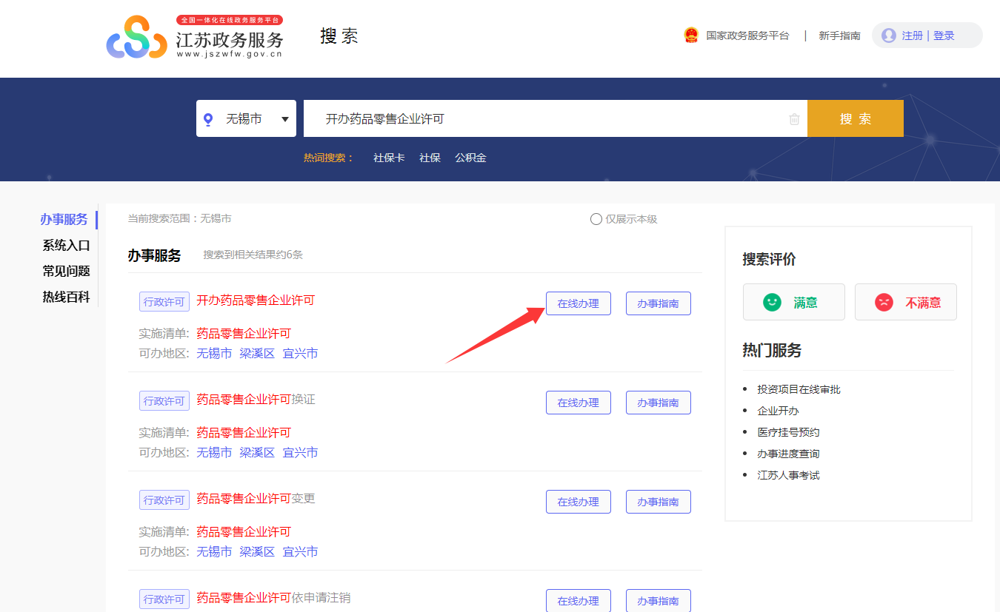 全国一体化在线政务服务平台
江苏政务服务
www.jszwfw.gov.cn
搜索
国家政务服务平台 | 新手指南 注册 | 登录
无锡市 开办药品零售企业许可 搜 索
热词搜索： 社保卡 社保 公积金
办事服务
系统入口
常见问题
热线百科
当前搜索范围：无锡市 仅展示本级
办事服务 搜索到相关结果约6条
行政许可 开办药品零售企业许可 在线办理 办事指南
实施清单: 药品零售企业许可
可办地区: 无锡市 梁溪区 宜兴市
行政许可 药品零售企业许可换证 在线办理 办事指南
实施清单: 药品零售企业许可
可办地区: 无锡市 梁溪区 宜兴市
行政许可 药品零售企业许可变更 在线办理 办事指南
实施清单: 药品零售企业许可
可办地区: 无锡市 梁溪区 宜兴市
行政许可 药品零售企业许可依申请注销 在线办理 办事指南
搜索评价
满意 不满意
热门服务
投资项目在线审批
企业开办
医疗挂号预约
办事进度查询
江苏人事考试